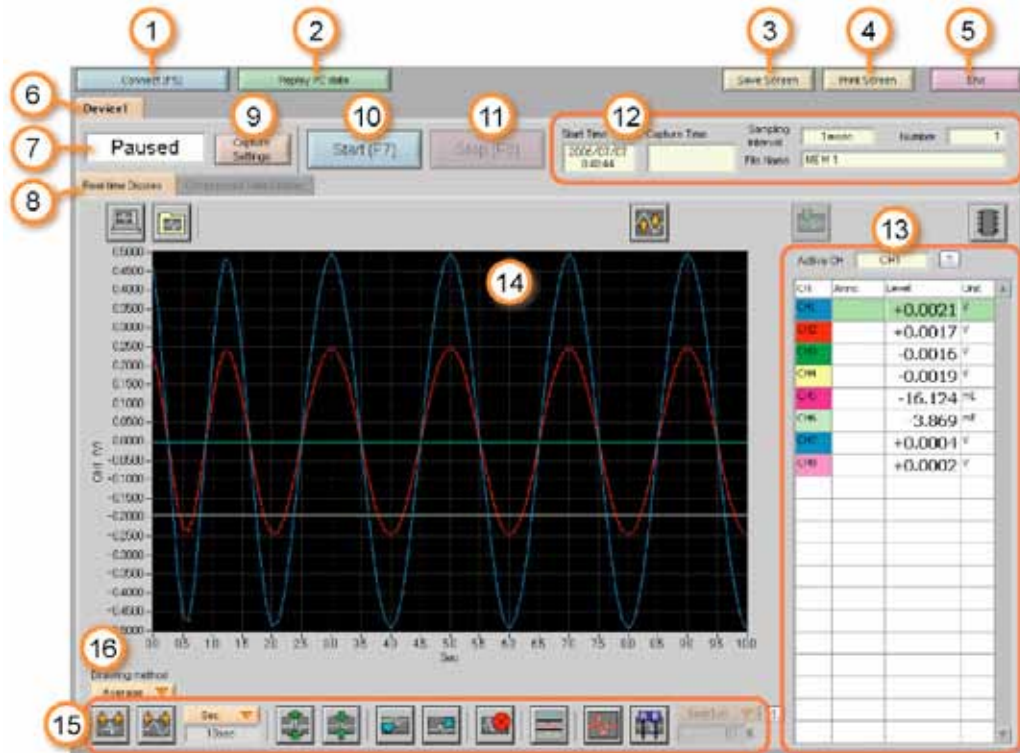 1
2
3
4
5
Connect (F5)
Replay PC data
Save Screen
Print Screen
End
6
Device1
7
Paused
9
Capture Settings
10
Start (F7)
11
Stop (F8)
12
Start Time
Capture Time
Sampling Interval
1msec
Number
1
File Name
MEM 1
8
Real-time Display
13
Active CH
CH1
14
CH
Anno.
Level
Unit
CH1 +0.0021 V
CH2 +0.0017 V
CH3 -0.0016 V
CH4 -0.0019 V
CH5 -16.124
CH6 3.869
CH7 +0.0004 V
CH8 +0.0002 V
CH1 (V)
0.5000
0.4500
0.4000
0.3500
0.3000
0.2500
0.2000
0.1500
0.1000
0.0500
0.0000
-0.0500
-0.1000
-0.1500
-0.2000
-0.2500
-0.3000
-0.3500
-0.4000
-0.4500
-0.5000
0.0 0.5 1.0 1.5 2.0 2.5 3.0 3.5 4.0 4.5 5.0 5.5 6.0 6.5 7.0 7.5 8.0 8.5 9.0 9.5 10.0
Sec
16
Drawing method
Average
15
Sec
10sec